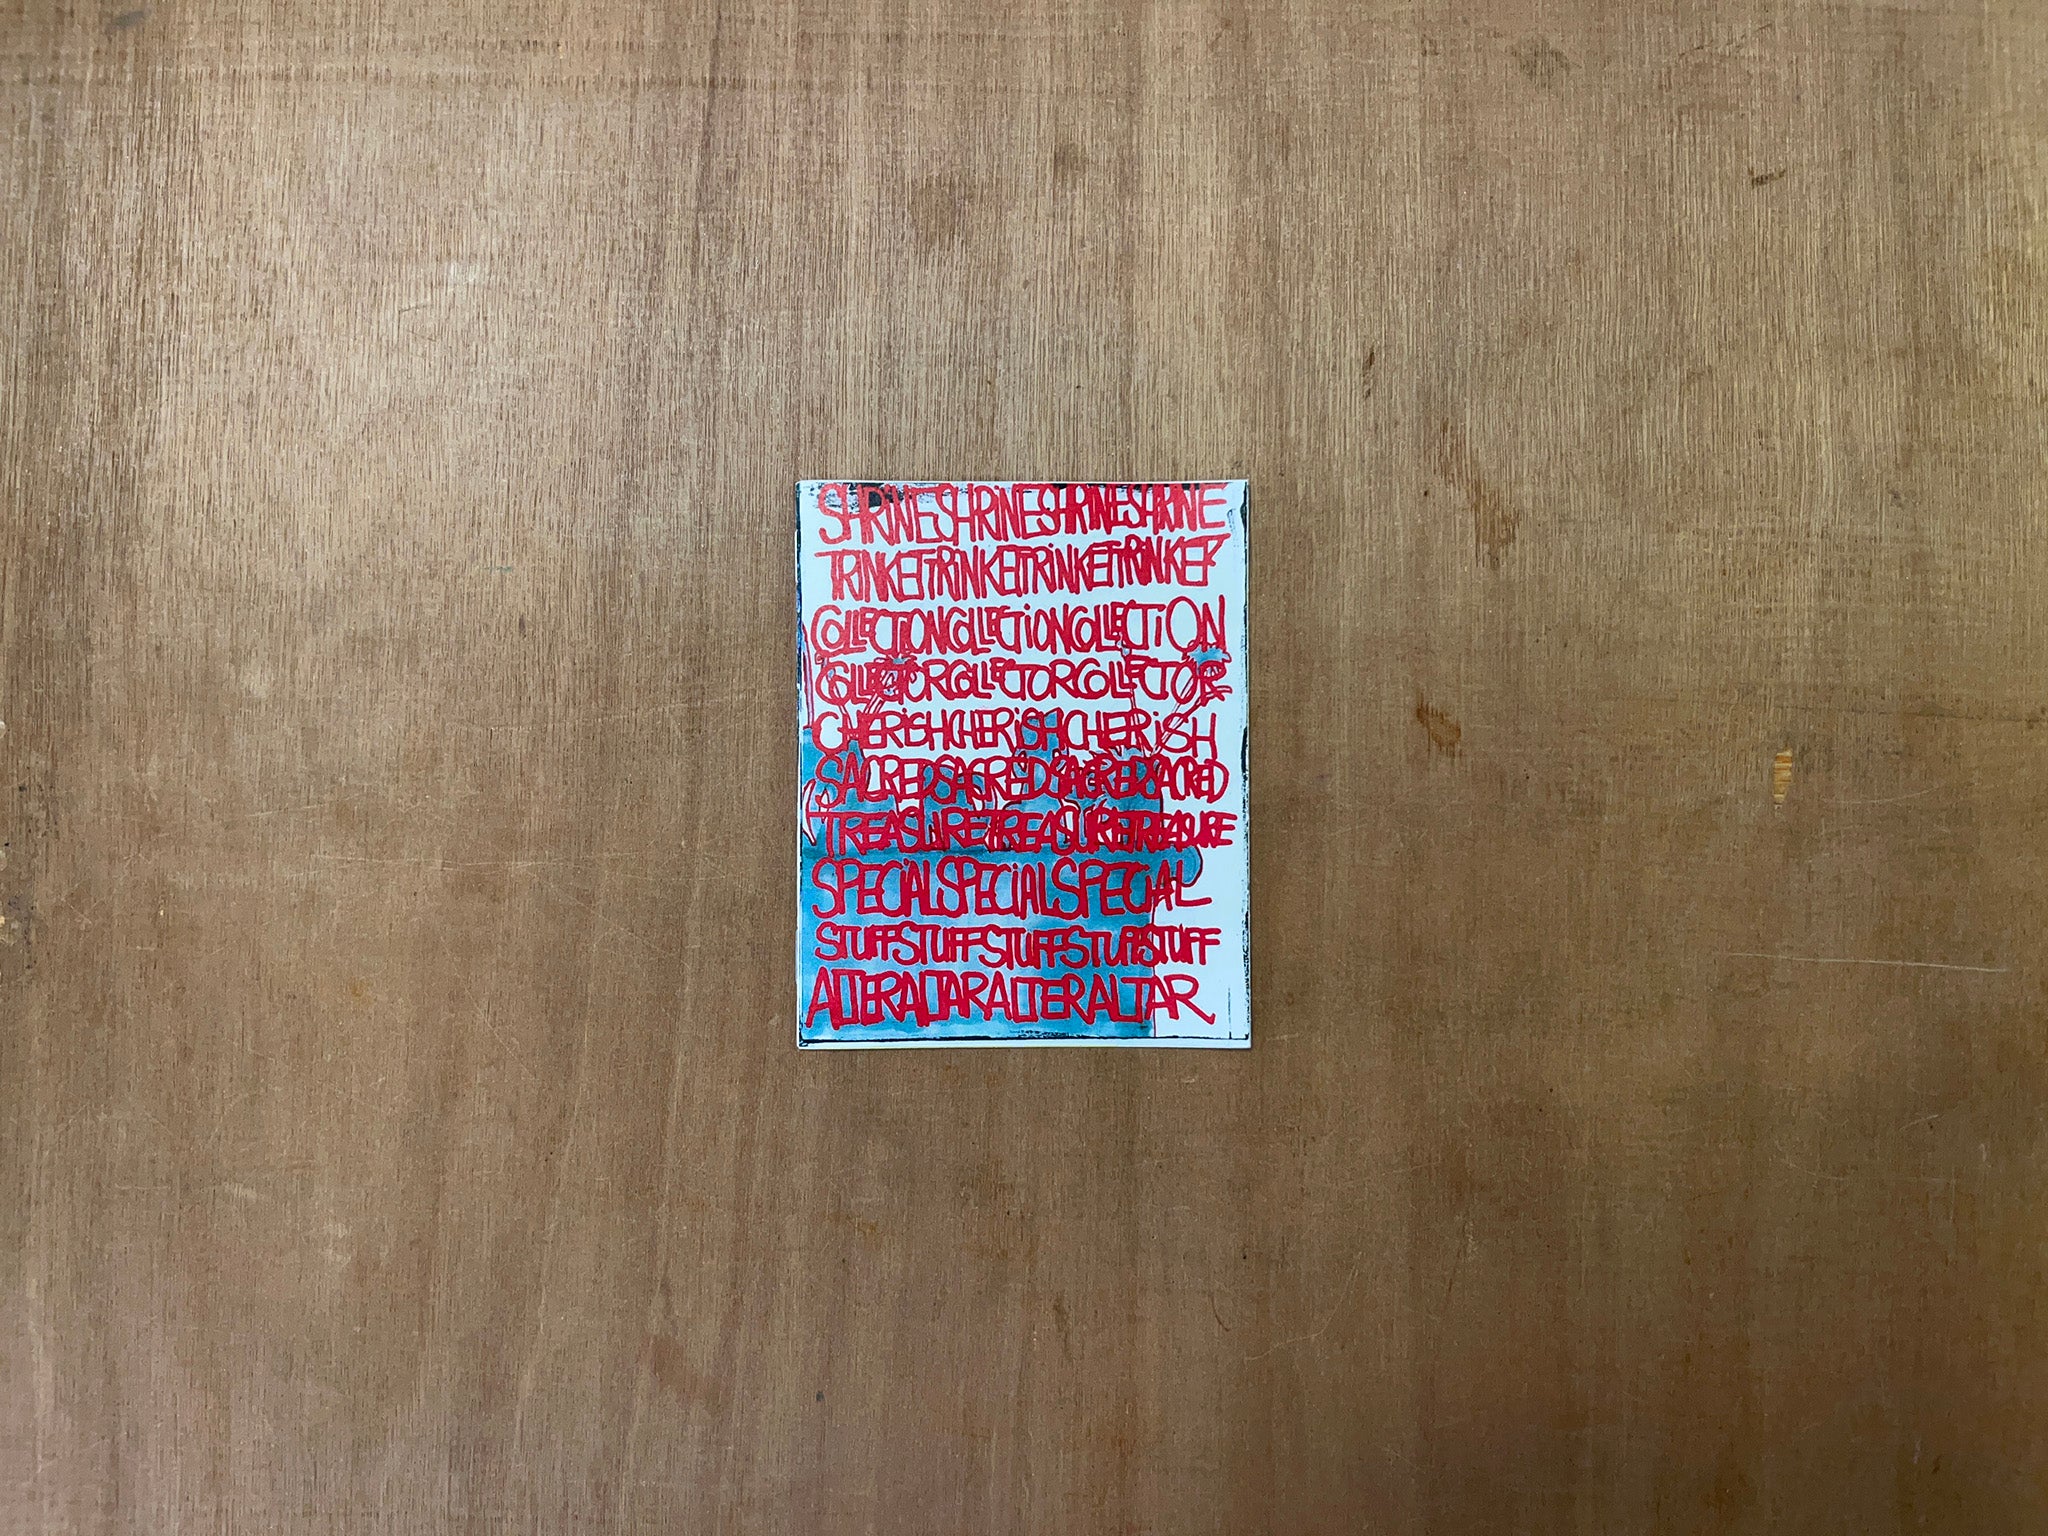 SHRINESHRINESHRINESHRINE
TRINKETTRINKETTRINKETTRINKET
COLLECTIONCOLLECTIONCOLLECTION
COLLECTORCOLLECTORCOLLECTOR
CHERISHCHERISHCHERISH
SACREDSACREDSACREDSACRED
TREASURETREASURETREASURE
SPECIALSPECIALSPECIAL
STUFFSTUFFSTUFFSTUFFSTUFF
ALTERALTARALTERALTAR